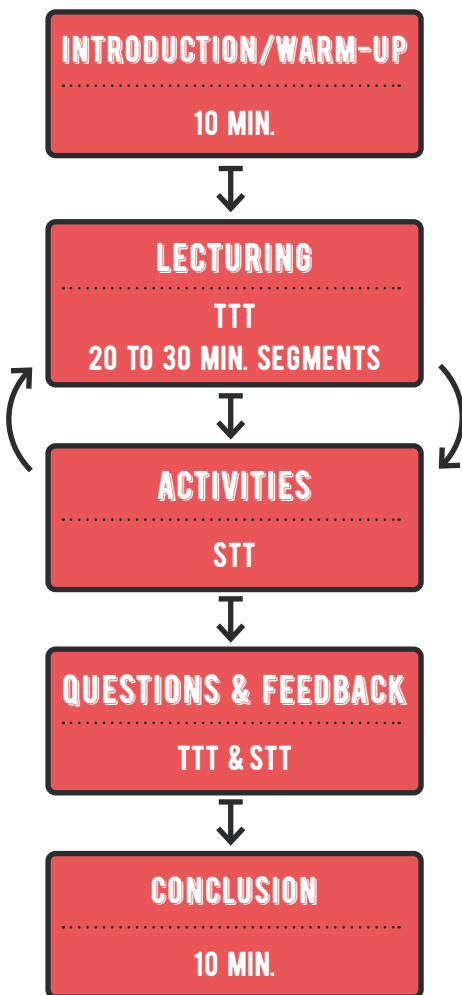 INTRODUCTION/WARM-UP
10 MIN.
LECTURING
TTT
20 TO 30 MIN. SEGMENTS
ACTIVITIES
STT
QUESTIONS & FEEDBACK
TTT & STT
CONCLUSION
10 MIN.